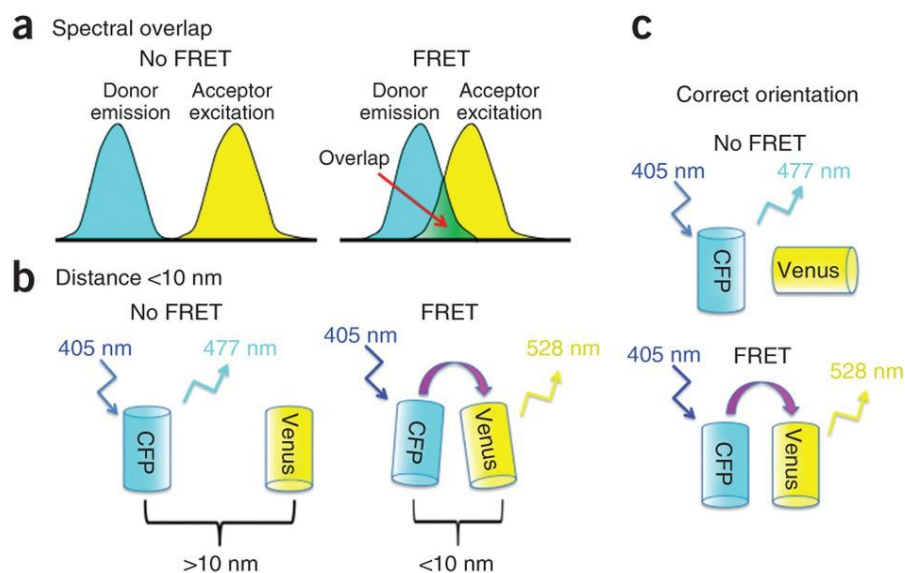 a Spectral overlap
No FRET
Donor
emission
Acceptor
excitation
FRET
Donor
emission
Acceptor
excitation
Overlap
b Distance <10 nm
No FRET
405 nm
477 nm
CFP
Venus
>10 nm
FRET
405 nm
528 nm
CFP
Venus
<10 nm
c
Correct orientation
No FRET
405 nm
477 nm
CFP
Venus
405 nm
FRET
528 nm
CFP
Venus